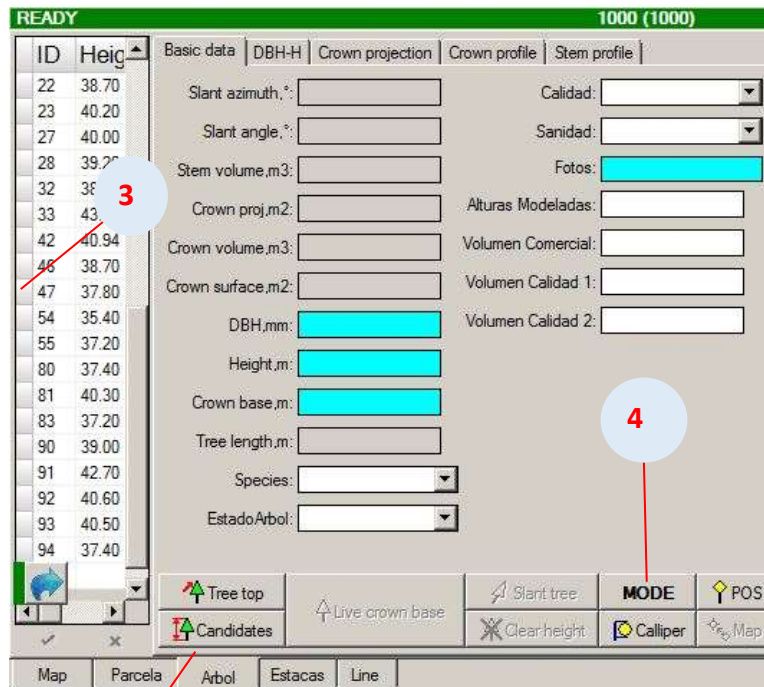 READY 1000 (1000)
ID Heig
22 38.70
23 40.20
27 40.00
28 39.20
32 38
33 43
42 40.94
46 38.70
47 37.80
54 35.40
55 37.20
80 37.40
81 40.30
83 37.20
90 39.00
91 42.70
92 40.60
93 40.50
94 37.40
3
Basic data DBH-H Crown projection Crown profile Stem profile
Slant azimuth,°:
Slant angle,°:
Stem volume,m3:
Crown proj,m2:
Crown volume,m3:
Crown surface,m2:
DBH,mm:
Height,m:
Crown base,m:
Tree length,m:
Species:
EstadoArbol:
Calidad:
Sanidad:
Fotos:
Alturas Modeladas:
Volumen Comercial:
Volumen Calidad 1:
Volumen Calidad 2:
4
Tree top Live crown base Slant tree MODE POS
Candidates Clear height Calliper Map
Map Parcela Arbol Estacas Line